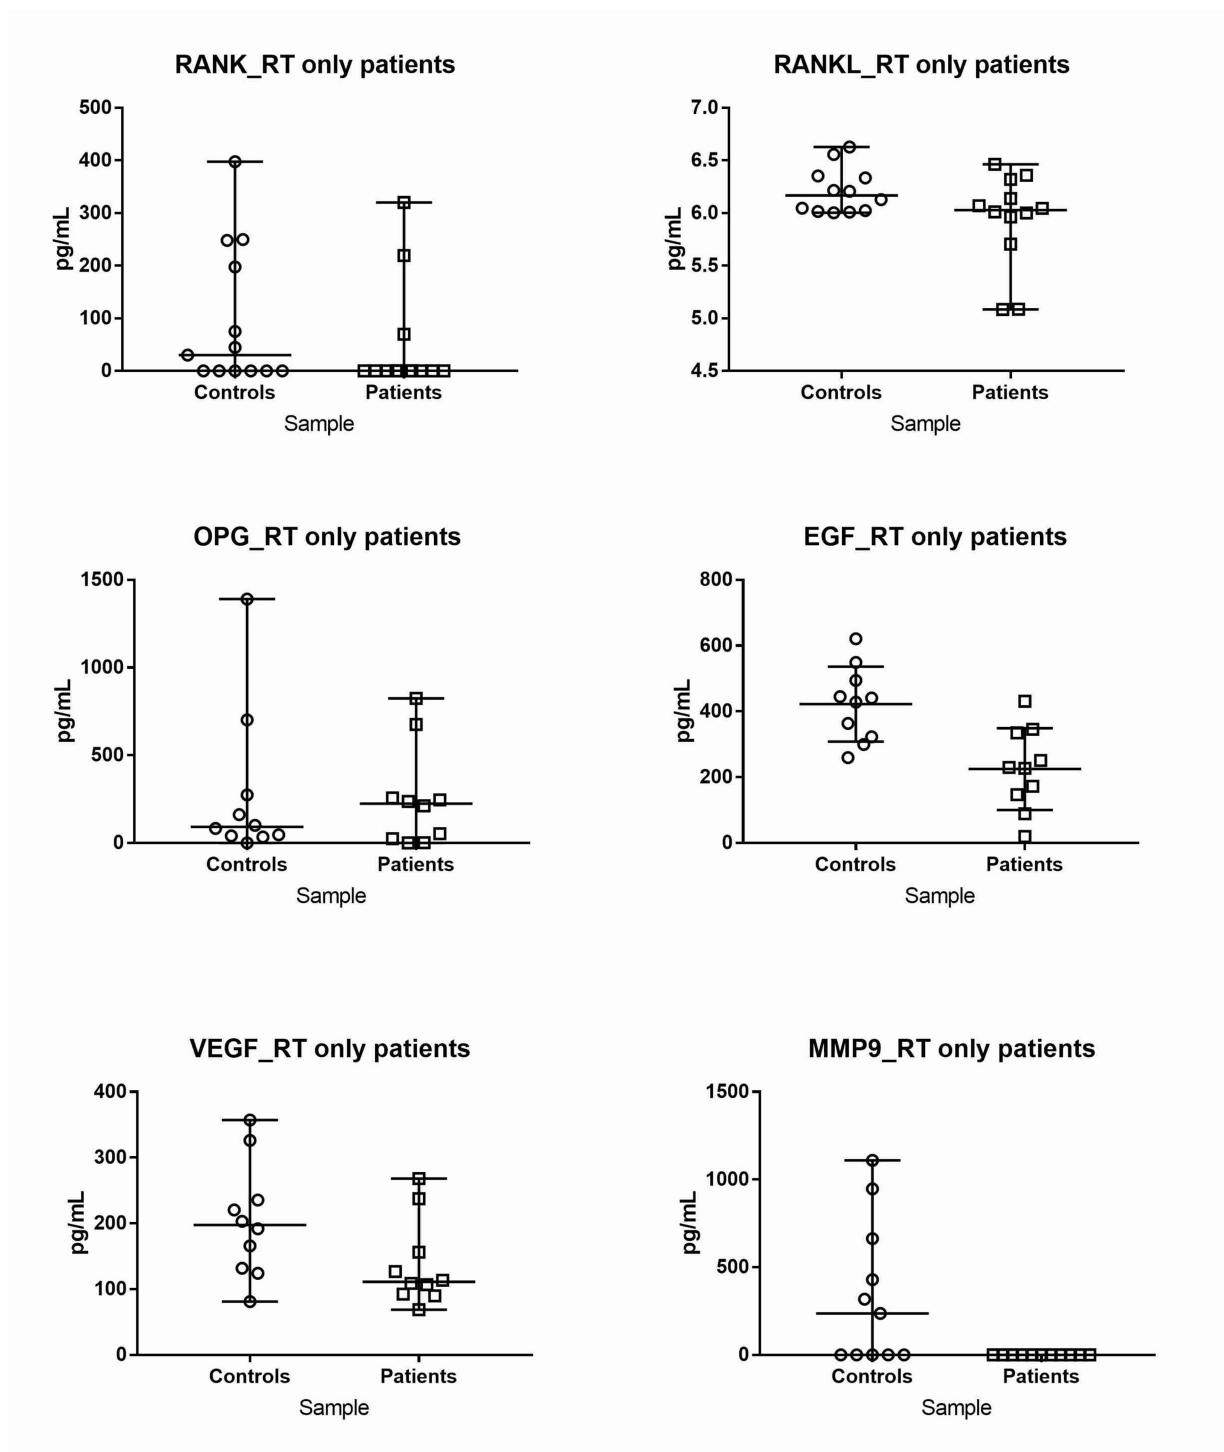 RANK_RT only patients
500
400
300
200
100
0
pg/mL
Controls
Patients
Sample
RANKL_RT only patients
7.0
6.5
6.0
5.5
5.0
4.5
pg/mL
Controls
Patients
Sample
OPG_RT only patients
1500
1000
500
0
pg/mL
Controls
Patients
Sample
EGF_RT only patients
800
600
400
200
0
pg/mL
Controls
Patients
Sample
VEGF_RT only patients
400
300
200
100
0
pg/mL
Controls
Patients
Sample
MMP9_RT only patients
1500
1000
500
0
pg/mL
Controls
Patients
Sample